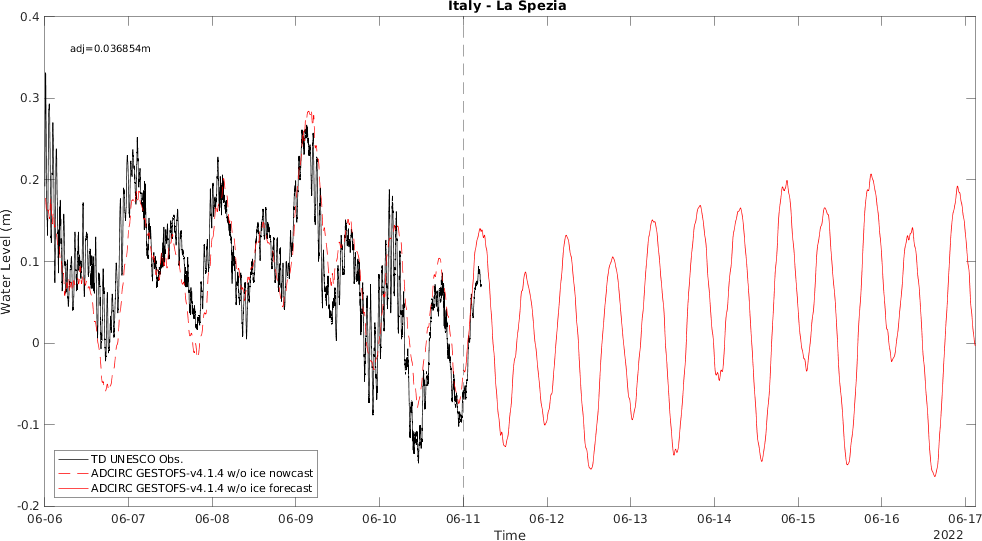 Italy - La Spezia
adj=0.036854m
Water Level (m)
0.4
0.3
0.2
0.1
0
-0.1
-0.2
TD UNESCO Obs.
ADCIRC GESTOFS-v4.1.4 w/o ice nowcast
ADCIRC GESTOFS-v4.1.4 w/o ice forecast
06-06 06-07 06-08 06-09 06-10 06-11 06-12 06-13 06-14 06-15 06-16 06-17
Time
2022